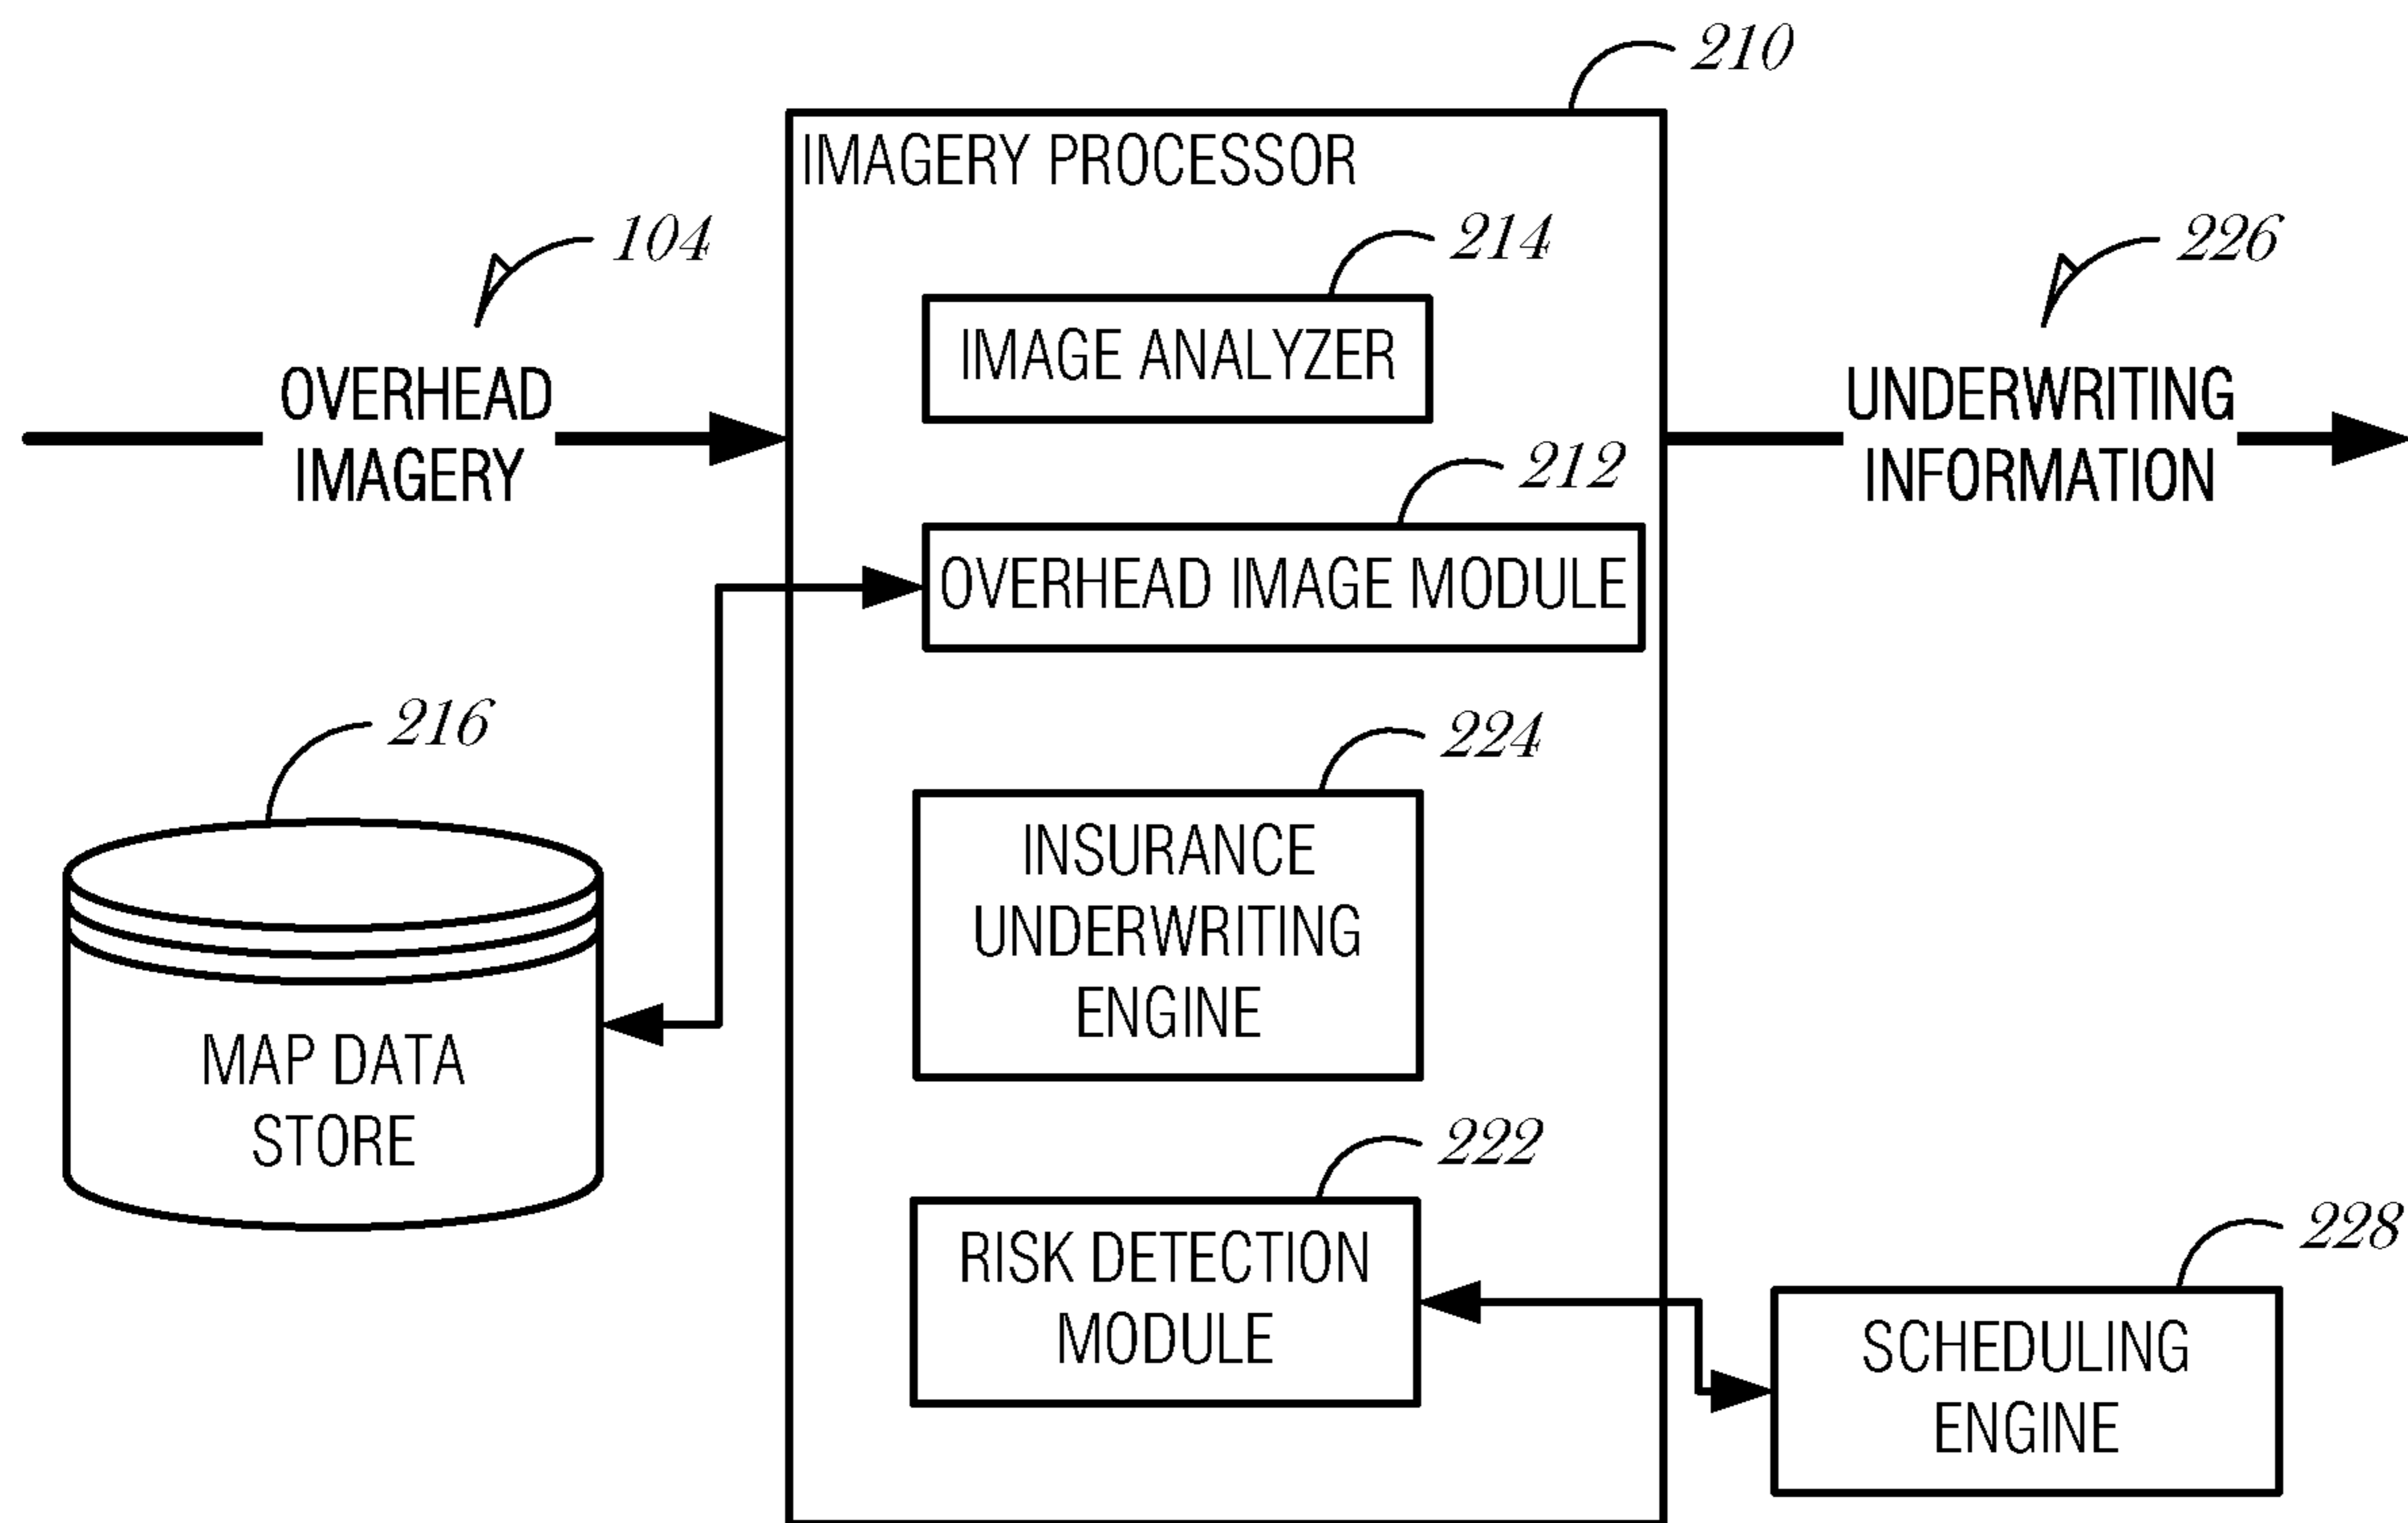 210
IMAGERY PROCESSOR
104
214
226
IMAGE ANALYZER
OVERHEAD
IMAGERY
UNDERWRITING
INFORMATION
212
OVERHEAD IMAGE MODULE
216
224
INSURANCE
UNDERWRITING
ENGINE
MAP DATA
STORE
222
RISK DETECTION
MODULE
228
SCHEDULING
ENGINE